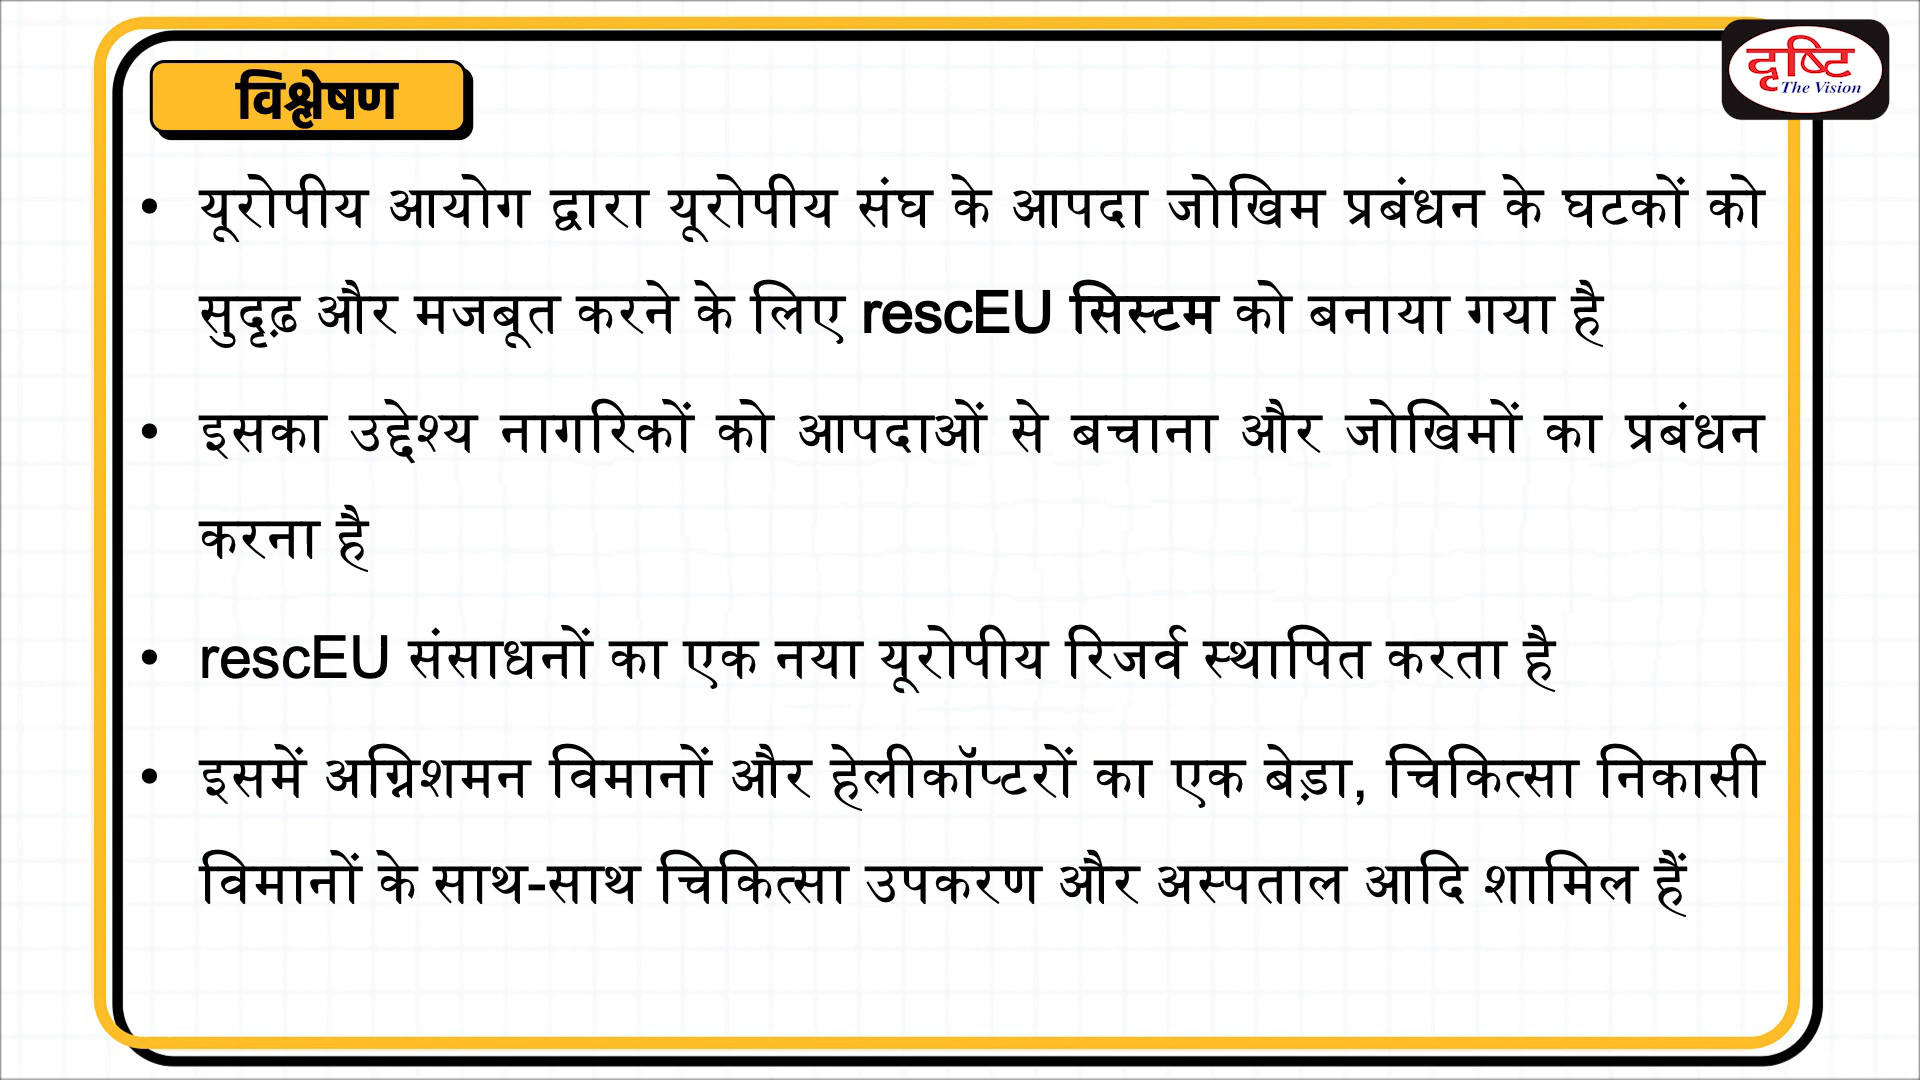 विश्लेषण
दृष्टि
The Vision
• यूरोपीय आयोग द्वारा यूरोपीय संघ के आपदा जोखिम प्रबंधन के घटकों को
सुदृढ़ और मजबूत करने के लिए rescEU सिस्टम को बनाया गया है
• इसका उद्देश्य नागरिकों को आपदाओं से बचाना और जोखिमों का प्रबंधन
करना है
• rescEU संसाधनों का एक नया यूरोपीय रिजर्व स्थापित करता है
• इसमें अग्निशमन विमानों और हेलीकॉप्टरों का एक बेड़ा, चिकित्सा निकासी
विमानों के साथ-साथ चिकित्सा उपकरण और अस्पताल आदि शामिल हैं